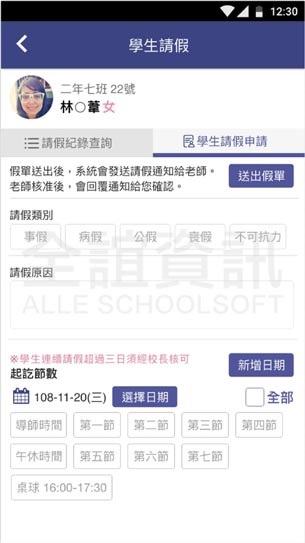 12:30
學生請假
二年七班 22號
林○葦 女
請假紀錄查詢
學生請假申請
假單送出後，系統會發送請假通知給老師。
老師核准後，會回覆通知給您確認。
送出假單
請假類別
事假 病假 公假 喪假 不可抗力
請假原因
全誼資訊
ALLE SCHOOLSOFT
※學生連續請假超過三日須經校長核可
起訖節數
新增日期
108-11-20(三) 選擇日期 全部
導師時間 第一節 第二節 第三節 第四節
午休時間 第五節 第六節 第七節
桌球 16:00-17:30